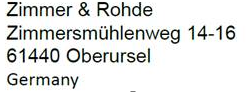 Zimmer & Rohde
Zimmersmühlenweg 14-16
61440 Oberursel
Germany